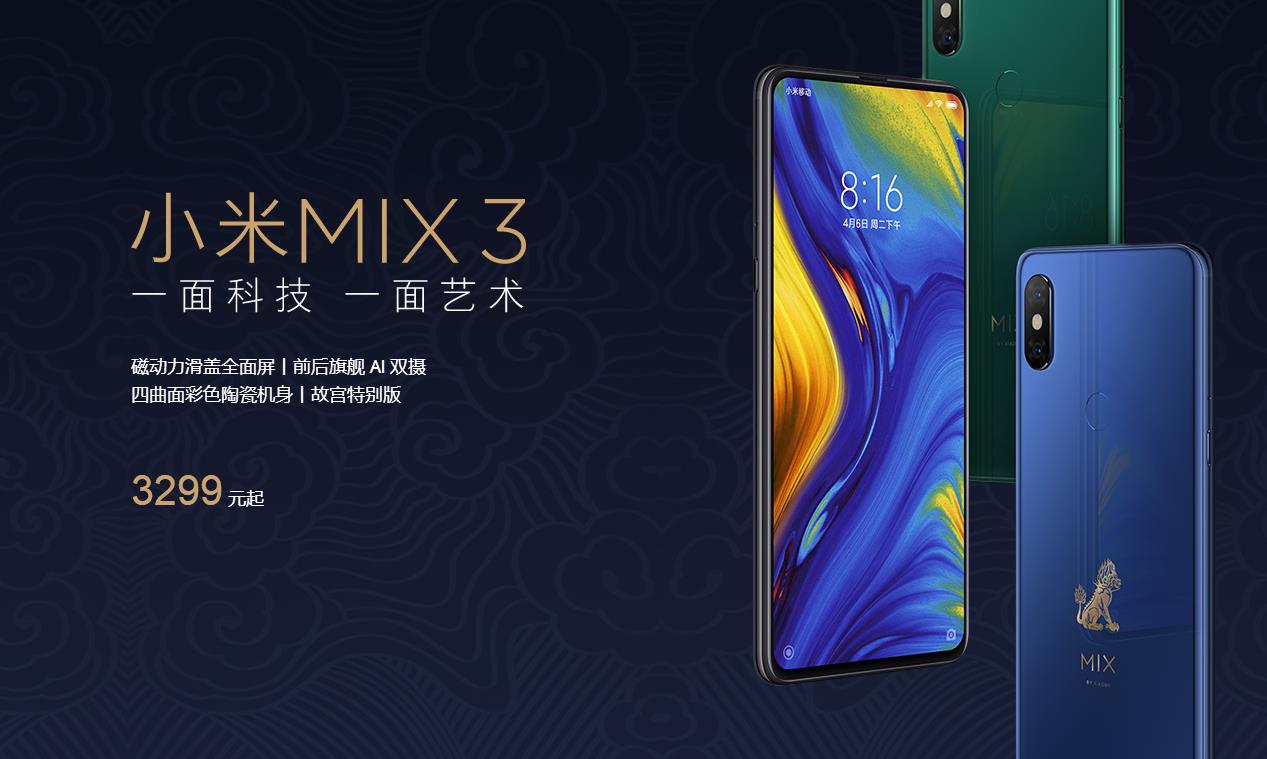 小米MIX 3
一面科技 一面艺术
磁动力滑盖全面屏 | 前后旗舰 AI 双摄
四曲面彩色陶瓷机身 | 故宫特别版
3299 元起
小米移动
8:16
4月6日 周二下午
MIX
MIX
BY XIAOMI